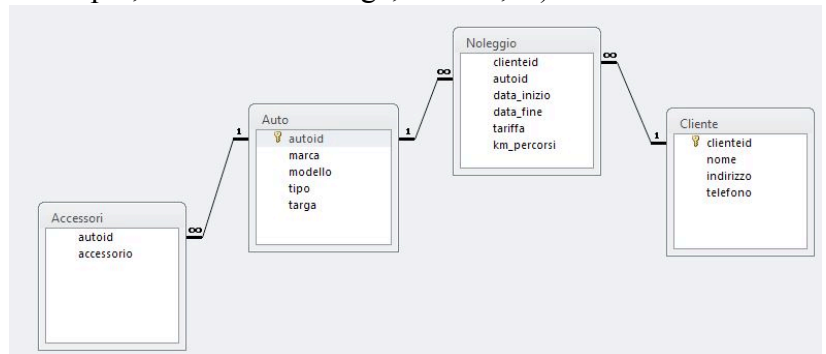 Noleggio
clienteid
autoid
data_inizio
data_fine
tariffa
km_percorsi
∞
∞
Auto
autoid
marca
modello
tipo
targa
1
1
Cliente
clienteid
nome
indirizzo
telefono
1
Accessori
autoid
accessorio
∞